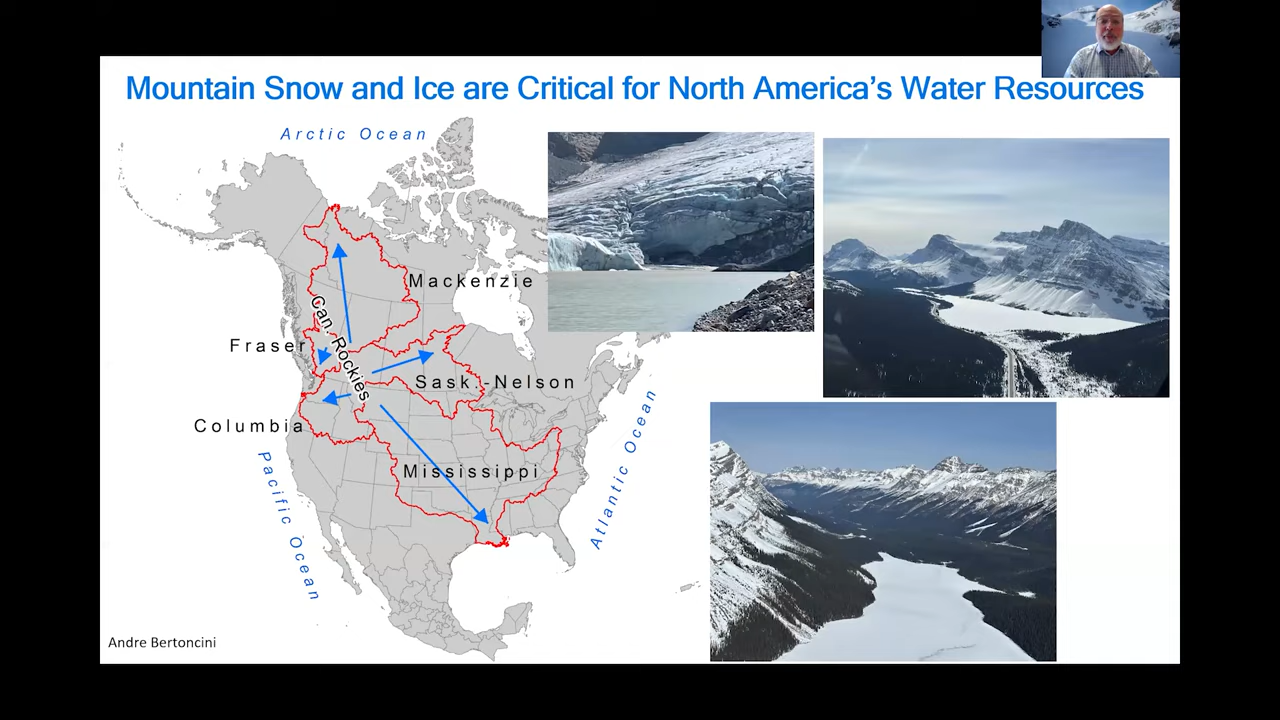 Mountain Snow and Ice are Critical for North America's Water Resources
Arctic Ocean
Mackenzie
Can. Rockies
Fraser
Sask.-Nelson
Columbia
Mississippi
Pacific Ocean
Atlantic Ocean
Andre Bertoncini